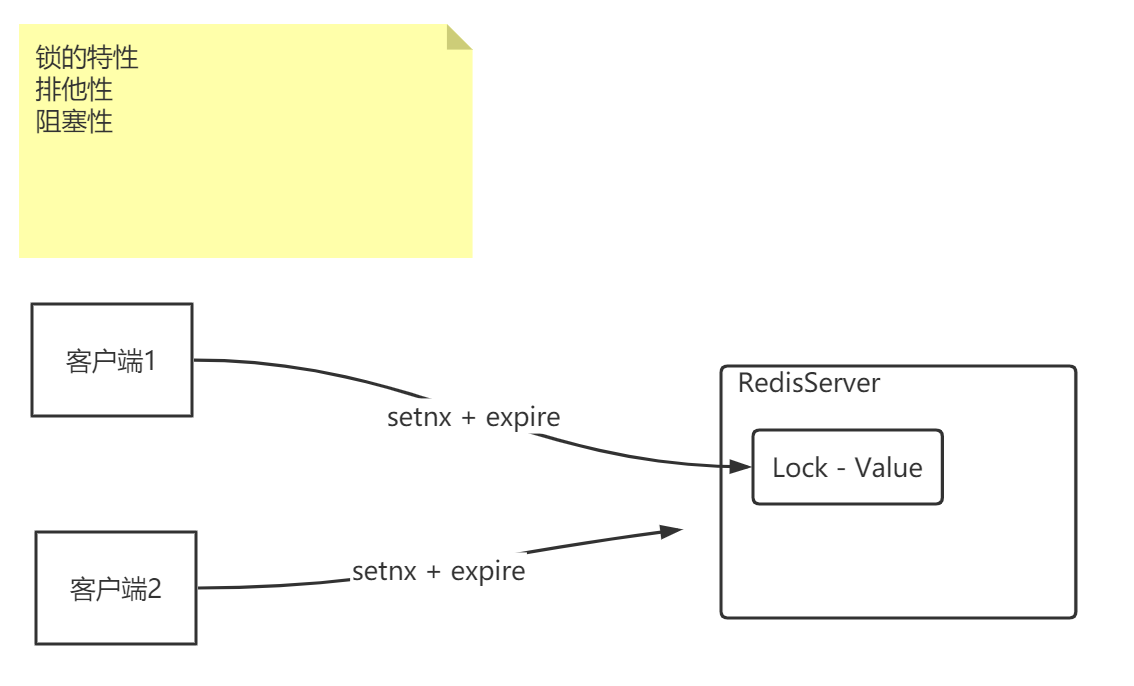 锁的特性
排他性
阻塞性
客户端1
setnx + expire
RedisServer
Lock - Value
客户端2
setnx + expire